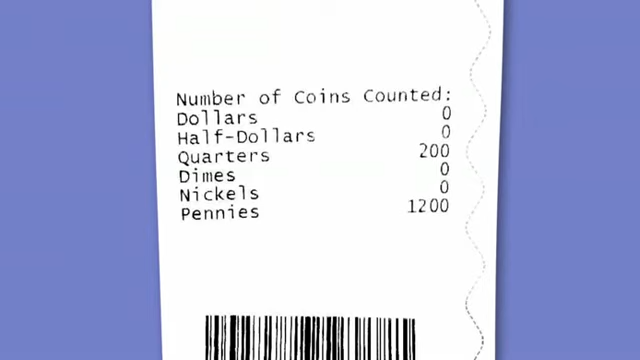 Number of Coins Counted:
Dollars 0
Half-Dollars 0
Quarters 200
Dimes 0
Nickels 0
Pennies 1200